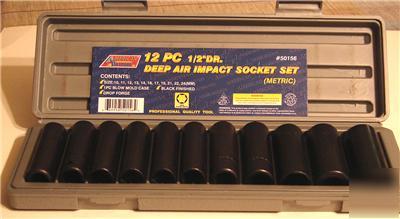 12 PC 1/2"DR. #50156
DEEP AIR IMPACT SOCKET SET
(METRIC)
CONTENTS:
SIZE:10, 11, 12, 13, 14, 16, 17, 19, 21, 22, 24(MM)
1PC BLOW MOLD CASE • BLACK FINISHED
DROP FORGE
PROFESSIONAL QUALITY TOOL